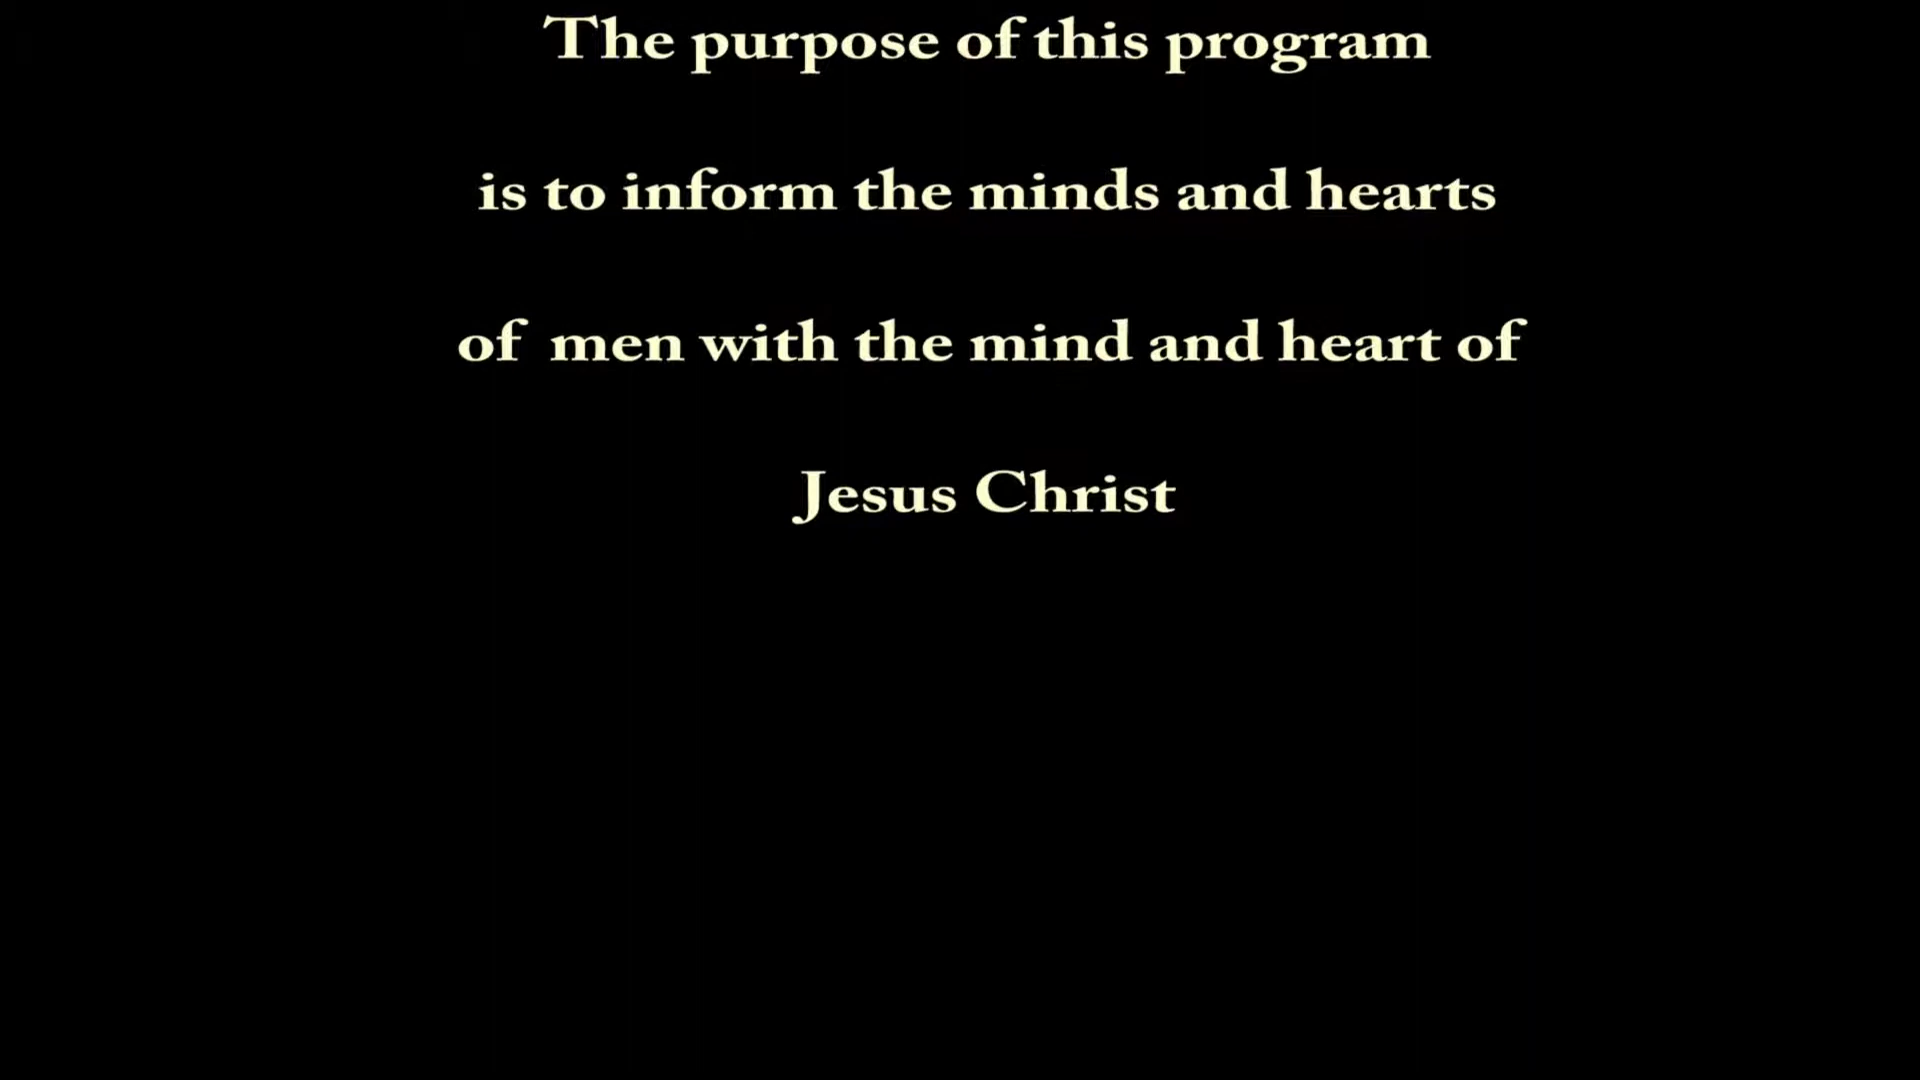 The purpose of this program
is to inform the minds and hearts
of men with the mind and heart of
Jesus Christ